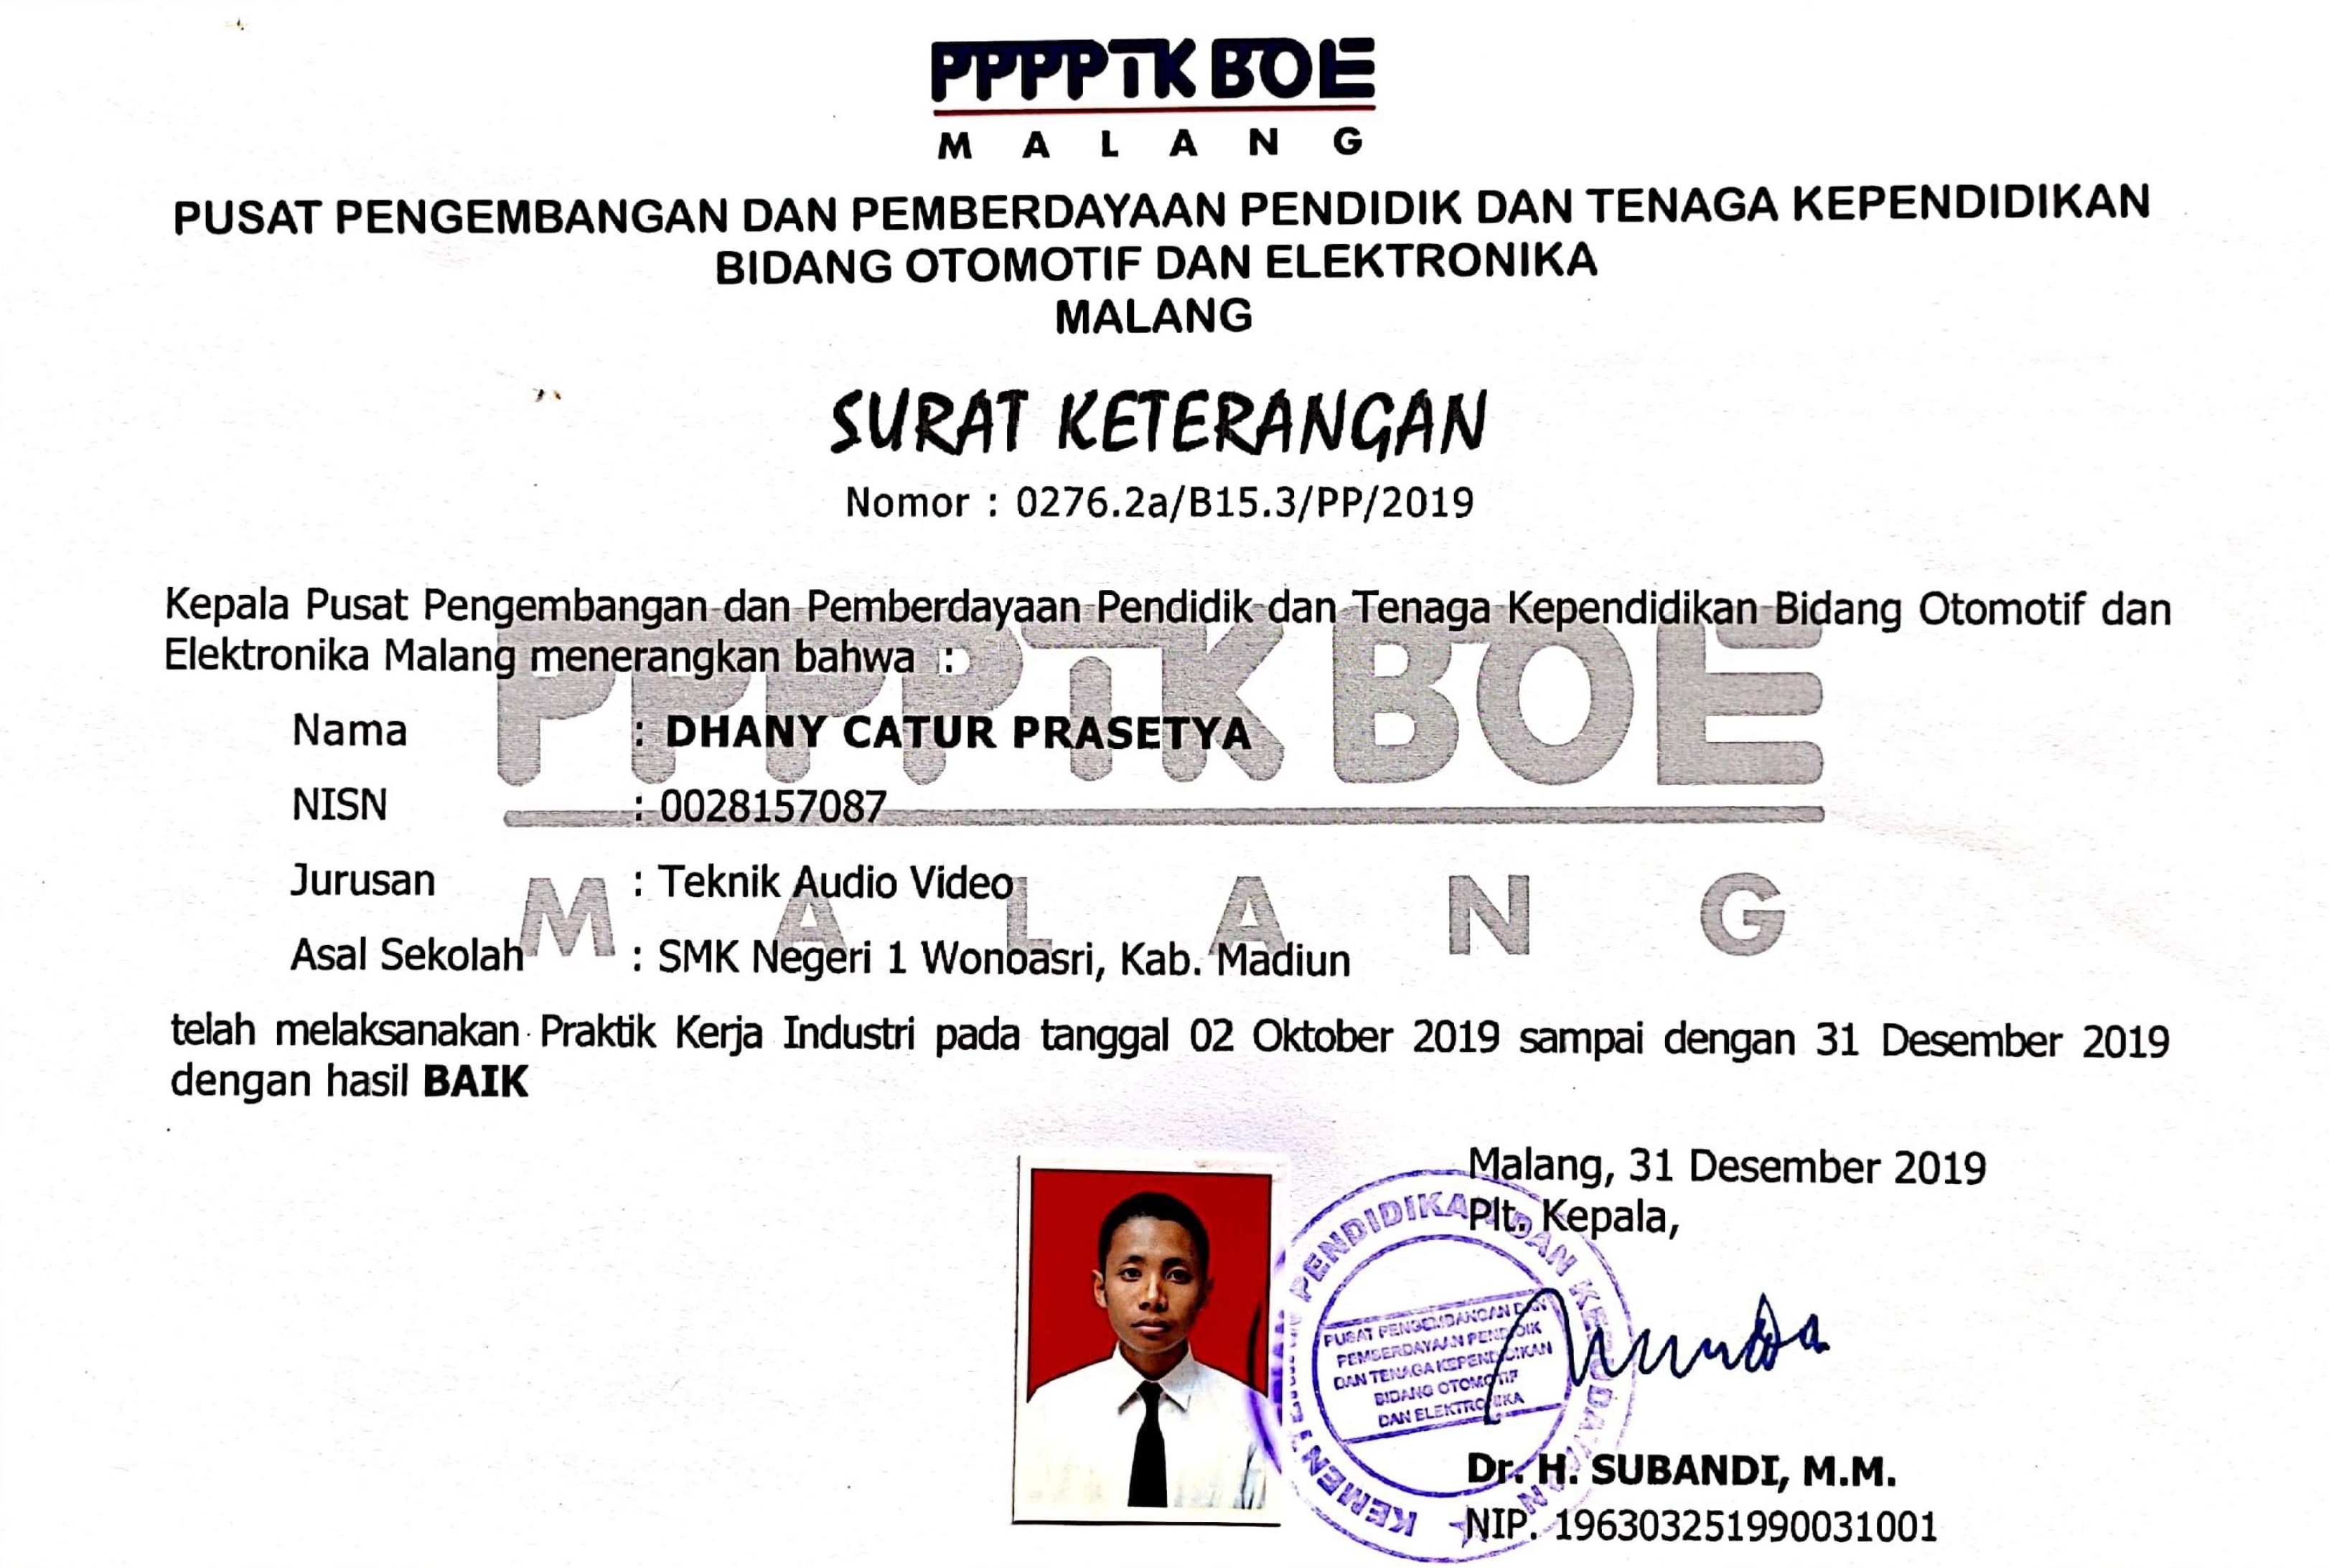 PPPPTK BOE
MALANG
PUSAT PENGEMBANGAN DAN PEMBERDAYAAN PENDIDIK DAN TENAGA KEPENDIDIKAN
BIDANG OTOMOTIF DAN ELEKTRONIKA
MALANG
SURAT KETERANGAN
Nomor : 0276.2a/B15.3/PP/2019
Kepala Pusat Pengembangan dan Pemberdayaan Pendidik dan Tenaga Kependidikan Bidang Otomotif dan
Elektronika Malang menerangkan bahwa :
PPPPTK BOE
MALANG
Nama : DHANY CATUR PRASETYA
NISN : 0028157087
Jurusan : Teknik Audio Video
Asal Sekolah : SMK Negeri 1 Wonoasri, Kab. Madiun
telah melaksanakan Praktik Kerja Industri pada tanggal 02 Oktober 2019 sampai dengan 31 Desember 2019
dengan hasil BAIK
Malang, 31 Desember 2019
Plt. Kepala,
PENDIDIKAN DAN
PUSAT PENGEMBANGAN DAN
PEMBERDAYAAN PENDIDIK
DAN TENAGA KEPENDIDIKAN
BIDANG OTOMOTIF
DAN ELEKTRONIKA
Dr. H. SUBANDI, M.M.
NIP. 196303251990031001